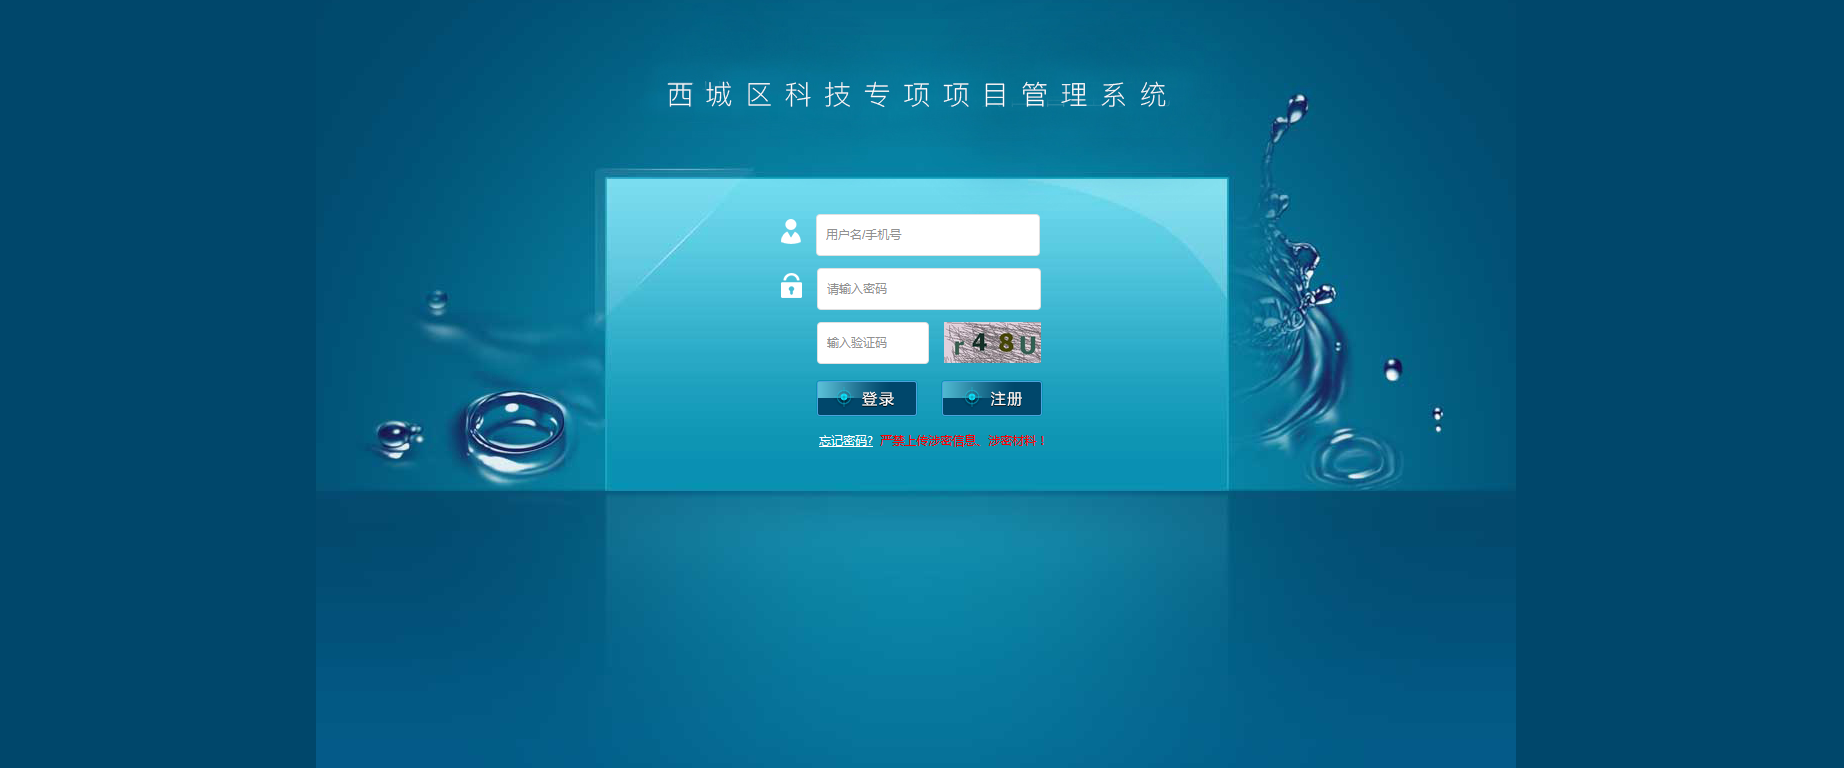 西城区科技专项项目管理系统
用户名/手机号
请输入密码
输入验证码 r48U
登录 注册
忘记密码? 严禁上传涉密信息、涉密材料！